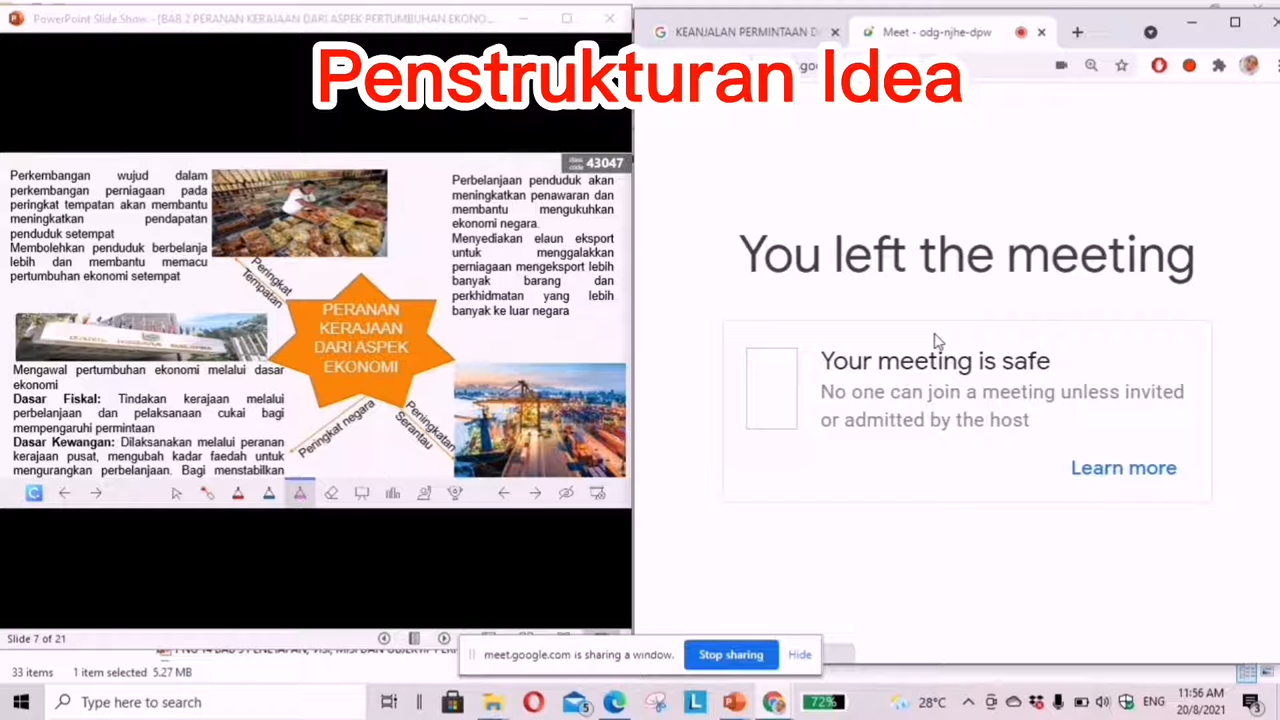 PowerPoint Slide Show - [BAB 2 PERANAN KERAJAAN DARI ASPEK PERTUMBUHAN EKONO...
KEANJALAN PERMINTAAN D
Meet - odg-njhe-dpw
Penstrukturan Idea
class code 43047
Perkembangan wujud dalam
perkembangan perniagaan pada
peringkat tempatan akan membantu
meningkatkan pendapatan
penduduk setempat
Membolehkan penduduk berbelanja
lebih dan membantu memacu
pertumbuhan ekonomi setempat
Perbelanjaan penduduk akan
meningkatkan penawaran dan
membantu mengukuhkan
ekonomi negara.
Menyediakan elaun eksport
untuk menggalakkan
perniagaan mengeksport lebih
banyak barang dan
perkhidmatan yang lebih
banyak ke luar negara
Peringkat
Tempatan
PERANAN
KERAJAAN
DARI ASPEK
EKONOMI
Mengawal pertumbuhan ekonomi melalui dasar
ekonomi
Dasar Fiskal: Tindakan kerajaan melalui
perbelanjaan dan pelaksanaan cukai bagi
mempengaruhi permintaan
Dasar Kewangan: Dilaksanakan melalui peranan
kerajaan pusat, mengubah kadar faedah untuk
mengurangkan perbelanjaan. Bagi menstabilkan
Peringkat negara
Peningkatan
Serantau
You left the meeting
Your meeting is safe
No one can join a meeting unless invited
or admitted by the host
Learn more
Slide 7 of 21
meet.google.com is sharing a window.
Stop sharing
Hide
33 items
1 item selected 5.27 MB
Type here to search
5
72%
28°C
ENG
11:56 AM
20/8/2021
3